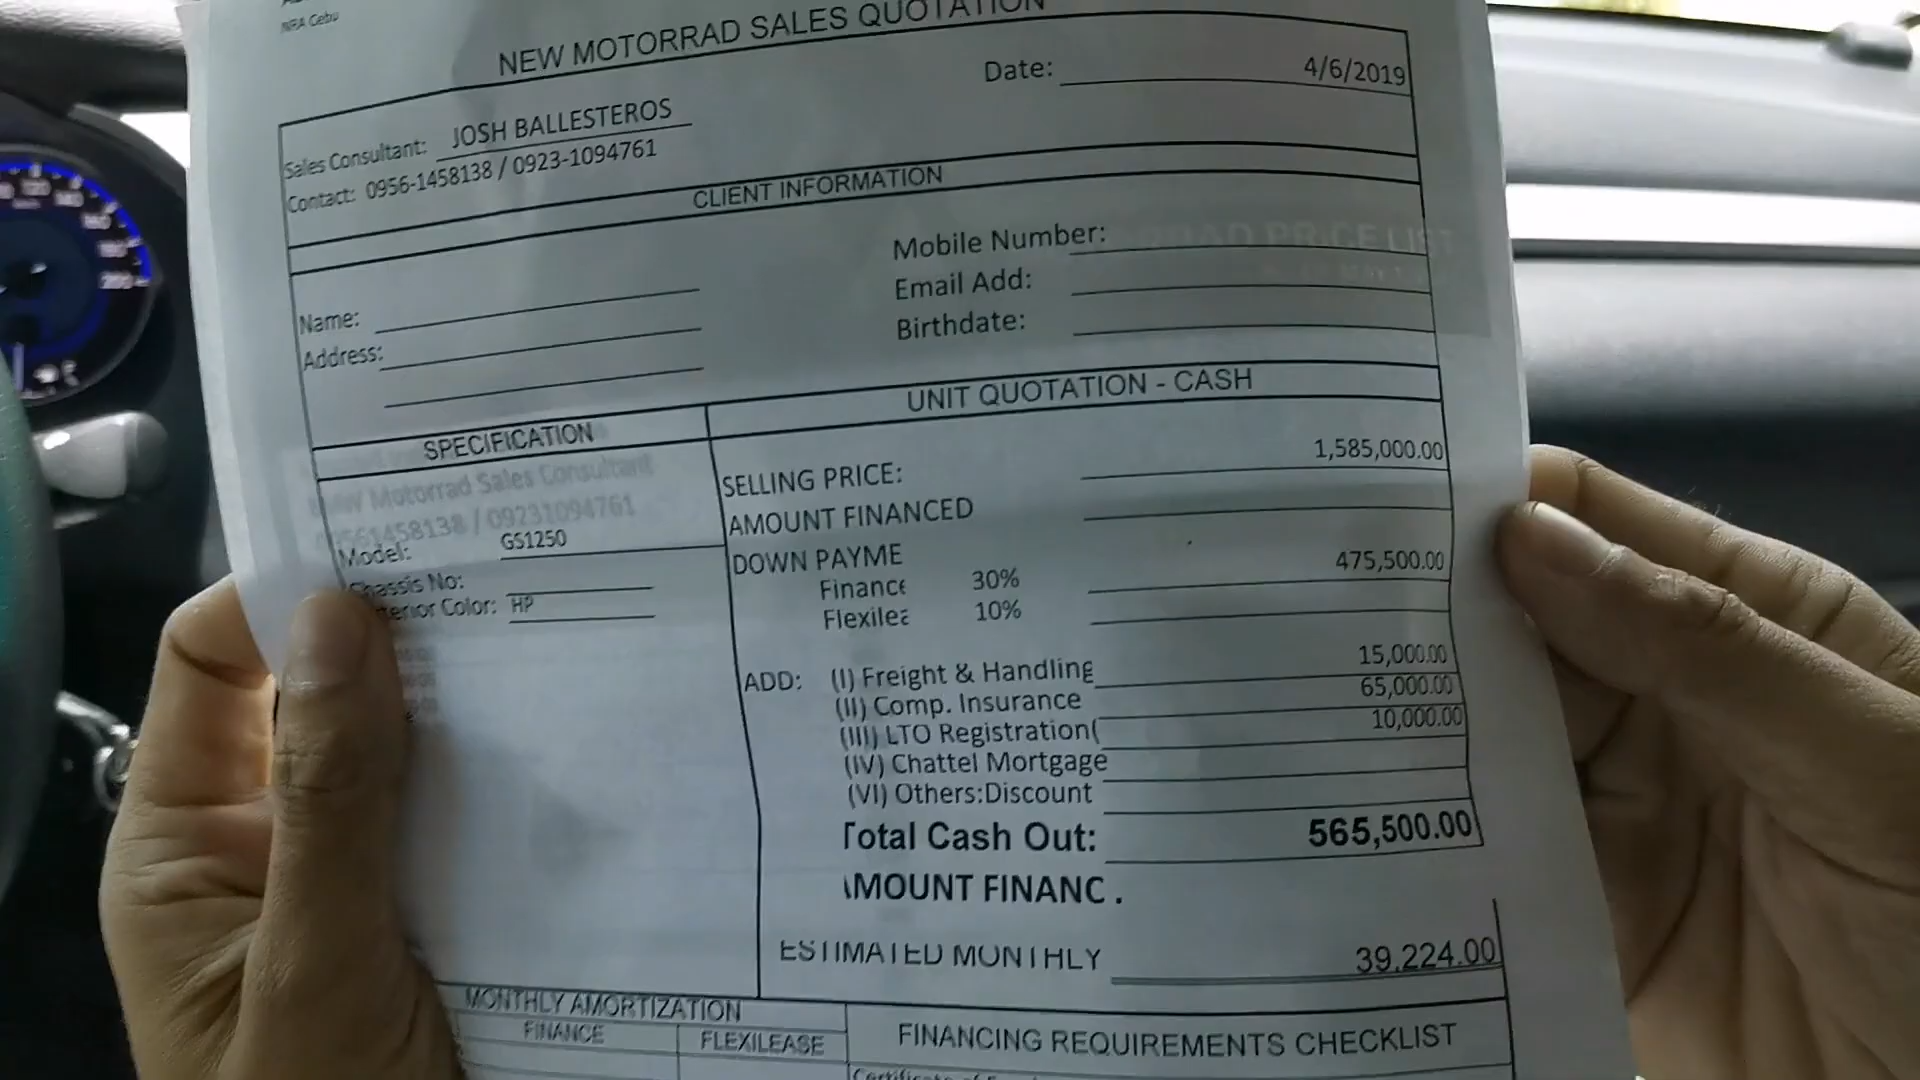 NRA Cebu
NEW MOTORRAD SALES QUOTATION
Date: 4/6/2019
Sales Consultant: JOSH BALLESTEROS
Contact: 0956-1458138 / 0923-1094761
CLIENT INFORMATION
Name:
Address:
Mobile Number:
Email Add:
Birthdate:
PRICE LIST
SPECIFICATION
Motorrad Sales Consultant
09561458138 / 09231094761
Model: GS1250
Chassis No:
terior Color: HP
UNIT QUOTATION - CASH
SELLING PRICE: 1,585,000.00
AMOUNT FINANCED
DOWN PAYME 475,500.00
Finance 30%
Flexilea 10%
ADD: (I) Freight & Handling 15,000.00
(II) Comp. Insurance 65,000.00
(III) LTO Registration( 10,000.00
(IV) Chattel Mortgage
(VI) Others:Discount
Total Cash Out: 565,500.00
AMOUNT FINANC .
ESTIMATED MONTHLY 39,224.00
MONTHLY AMORTIZATION
FINANCE FLEXILEASE
FINANCING REQUIREMENTS CHECKLIST